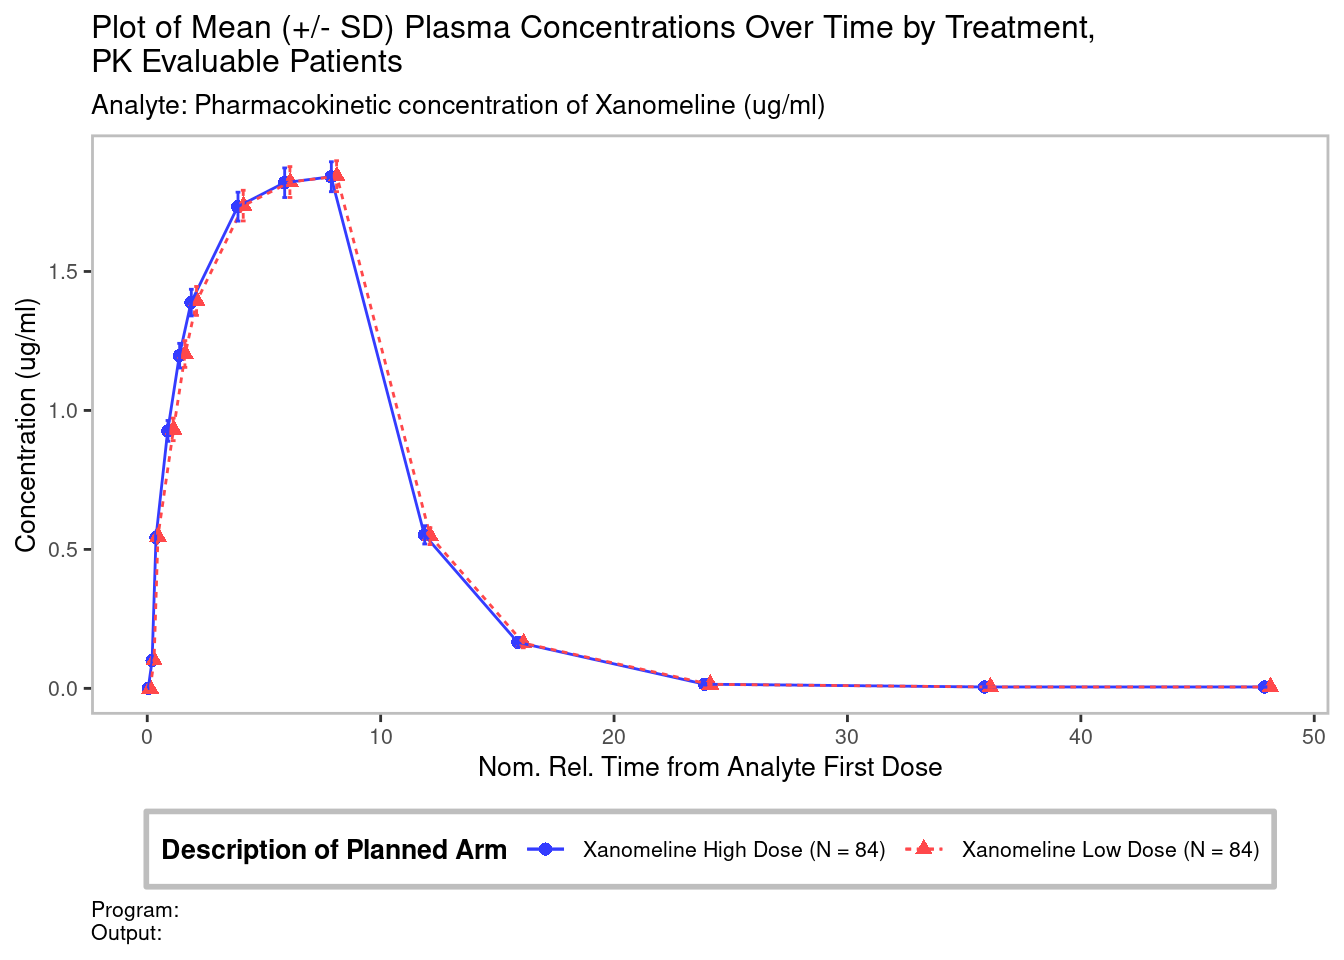 Plot of Mean (+/- SD) Plasma Concentrations Over Time by Treatment,
PK Evaluable Patients
Analyte: Pharmacokinetic concentration of Xanomeline (ug/ml)
Concentration (ug/ml)
1.5
1.0
0.5
0.0
0 10 20 30 40 50
Nom. Rel. Time from Analyte First Dose
Description of Planned Arm Xanomeline High Dose (N = 84) Xanomeline Low Dose (N = 84)
Program:
Output: